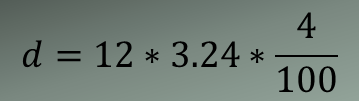 d = 12 * 3.24 * 4/100